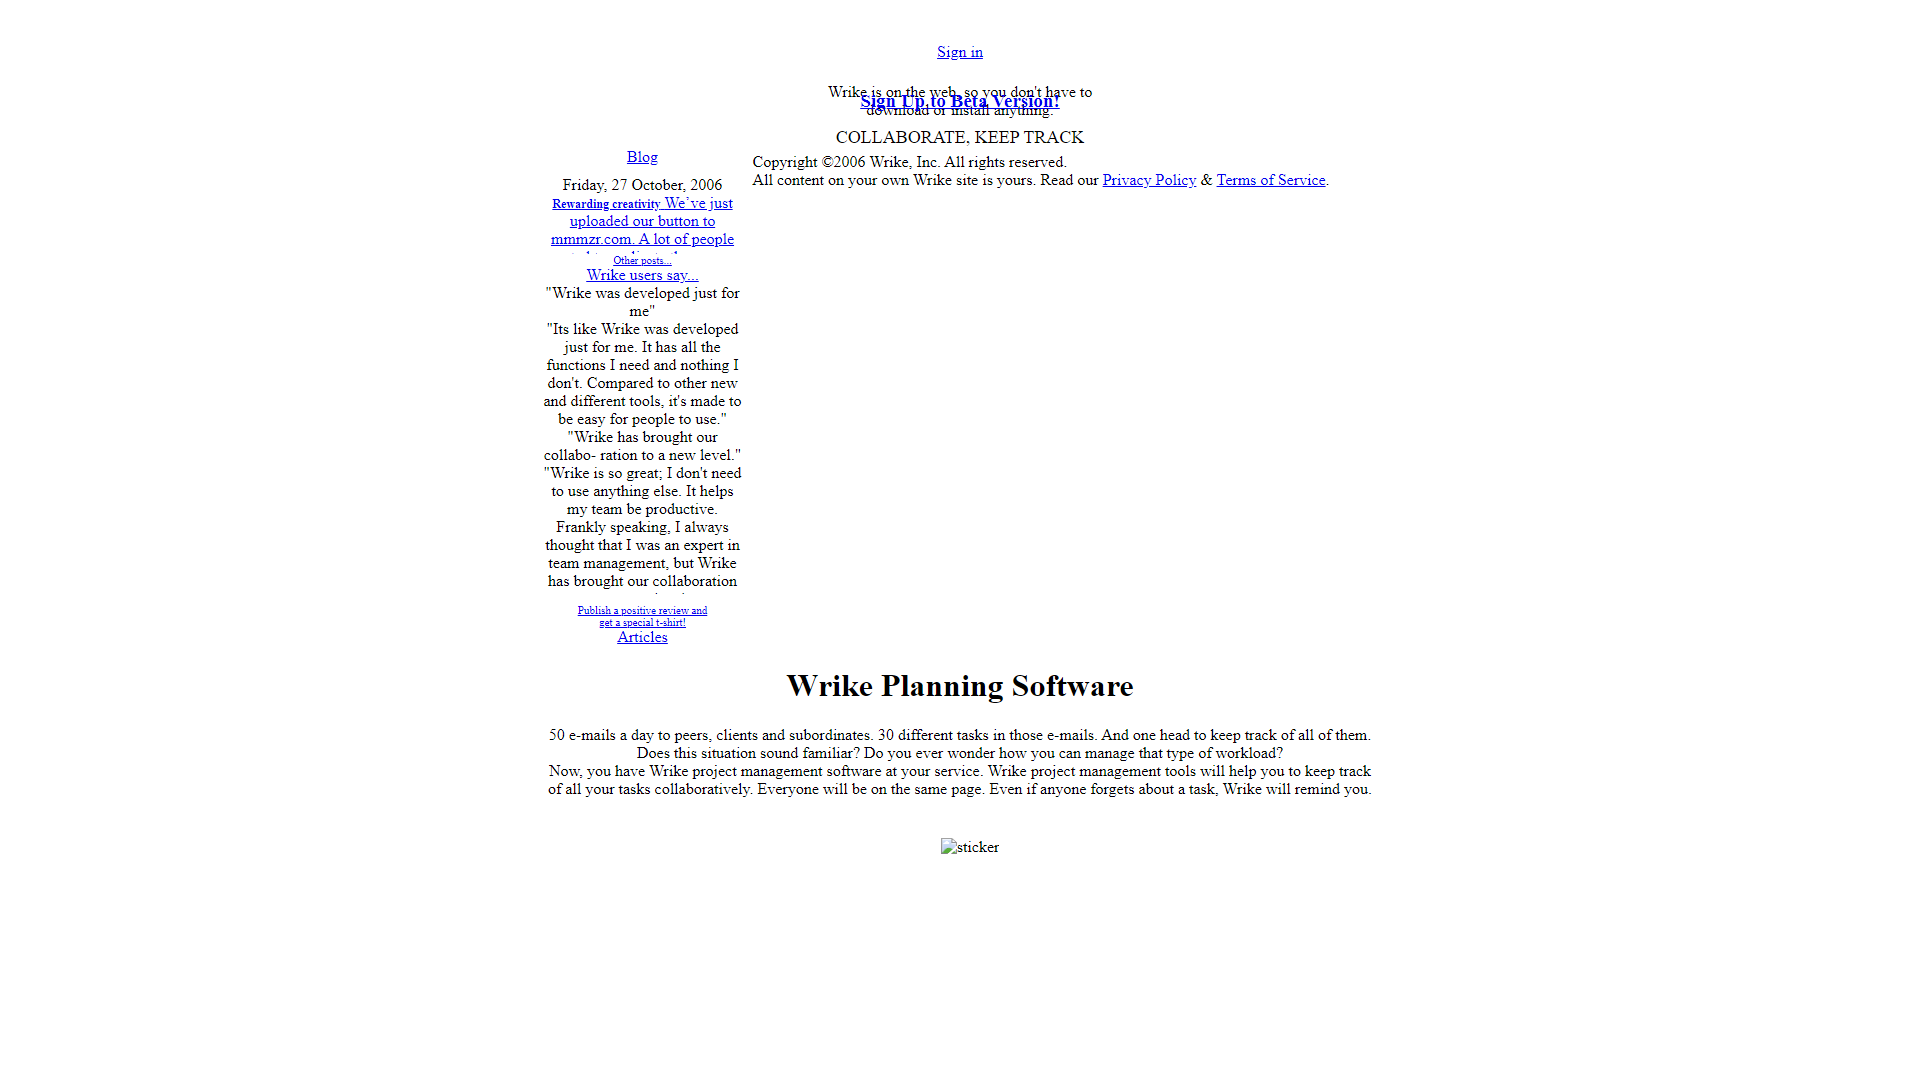 Sign in
Wrike is on the web, so you don't have to
Sign Up to Beta Version!
download or install anything.
COLLABORATE, KEEP TRACK
Blog
Copyright ©2006 Wrike, Inc. All rights reserved.
All content on your own Wrike site is yours. Read our Privacy Policy & Terms of Service.
Friday, 27 October, 2006
Rewarding creativity We’ve just
uploaded our button to
mmmzr.com. A lot of people
Other posts...
Wrike users say...
"Wrike was developed just for
me"
"Its like Wrike was developed
just for me. It has all the
functions I need and nothing I
don't. Compared to other new
and different tools, it's made to
be easy for people to use."
"Wrike has brought our
collabo- ration to a new level."
"Wrike is so great; I don't need
to use anything else. It helps
my team be productive.
Frankly speaking, I always
thought that I was an expert in
team management, but Wrike
has brought our collaboration
Publish a positive review and
get a special t-shirt!
Articles
Wrike Planning Software
50 e-mails a day to peers, clients and subordinates. 30 different tasks in those e-mails. And one head to keep track of all of them.
Does this situation sound familiar? Do you ever wonder how you can manage that type of workload?
Now, you have Wrike project management software at your service. Wrike project management tools will help you to keep track
of all your tasks collaboratively. Everyone will be on the same page. Even if anyone forgets about a task, Wrike will remind you.
sticker